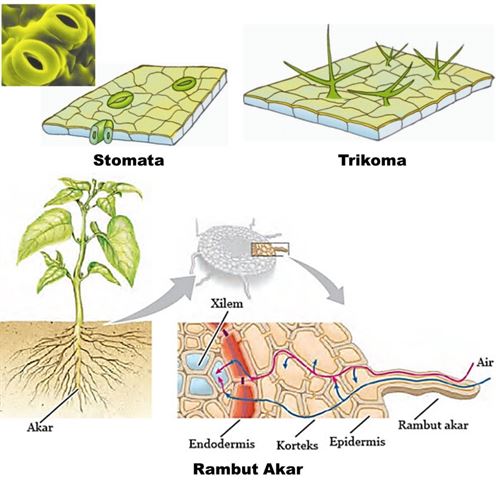 Stomata
Trikoma
Xilem
Air
Akar
Rambut akar
Endodermis
Korteks
Epidermis
Rambut Akar